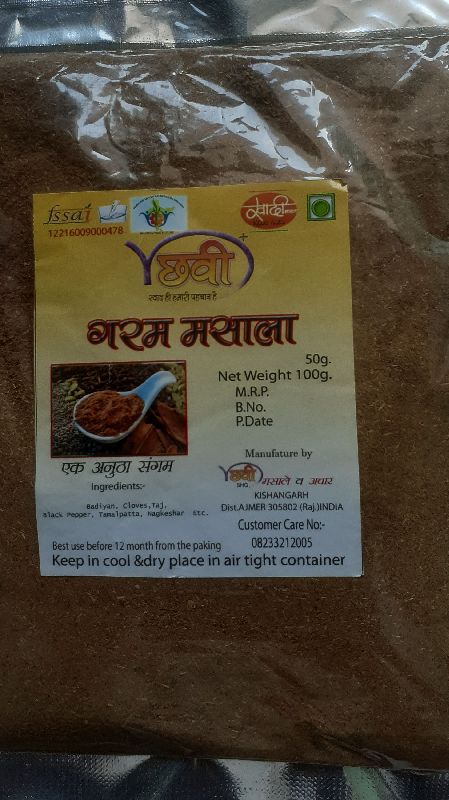 fssai
12216009000478
खादी
छवी
स्वाद ही हमारी पहचान है
गरम मसाला
50g.
Net Weight 100g.
M.R.P.
B.No.
P.Date
एक अनुठा संगम
Ingredients:-
Badiyan, Cloves,Taj,
Black Pepper, Tamalpatta, Nagkeshar Etc.
Manufature by
छवी मसाले व अचार
SHG.
KISHANGARH
Dist.AJMER 305802 (Raj.)INDIA
Customer Care No:-
08233212005
Best use before 12 month from the paking
Keep in cool &dry place in air tight container